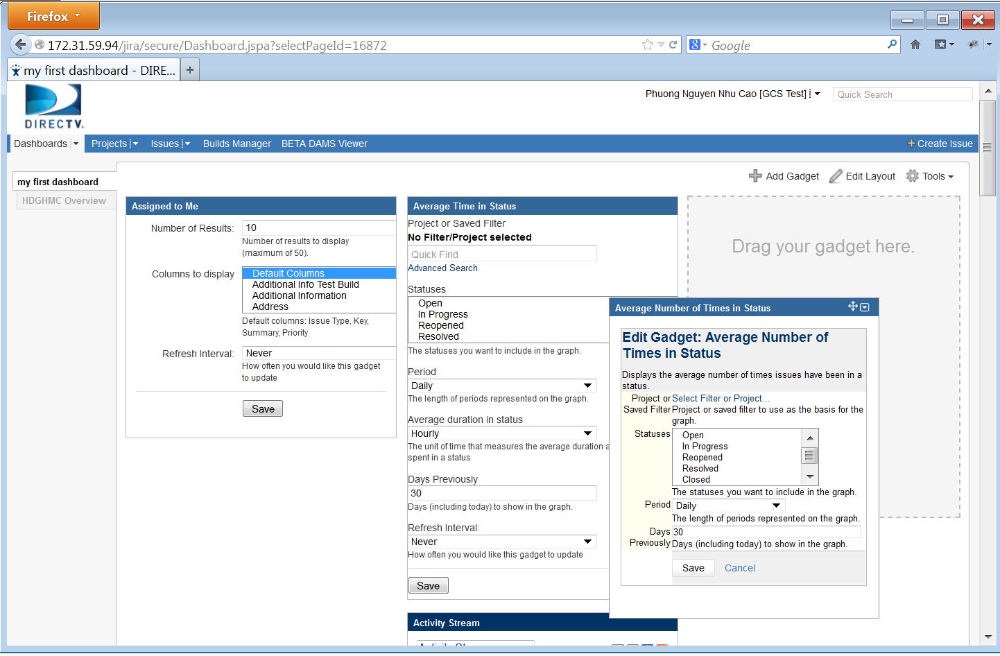 Firefox
172.31.59.94/jira/secure/Dashboard.jspa?selectPageId=16872
Google
my first dashboard - DIRE...
DIRECTV.
Phuong Nguyen Nhu Cao [GCS Test]
Quick Search
Dashboards
Projects
Issues
Builds Manager
BETA DAMS Viewer
Create Issue
my first dashboard
HDGHMC Overview
Add Gadget
Edit Layout
Tools
Assigned to Me
Number of Results:
10
Number of results to display
(maximum of 50).
Columns to display
Default Columns
Additional Info Test Build
Additional Information
Address
Default columns: Issue Type, Key,
Summary, Priority
Refresh Interval:
Never
How often you would like this gadget
to update
Save
Average Time in Status
Project or Saved Filter
No Filter/Project selected
Quick Find
Advanced Search
Statuses
Open
In Progress
Reopened
Resolved
The statuses you want to include in the graph.
Period
Daily
The length of periods represented on the graph.
Average duration in status
Hourly
The unit of time that measures the average duration
spent in a status
Days Previously
30
Days (including today) to show in the graph.
Refresh Interval:
Never
How often you would like this gadget to update
Save
Activity Stream
Drag your gadget here.
Average Number of Times in Status
Edit Gadget: Average Number of
Times in Status
Displays the average number of times issues have been in a
status.
Project or
Saved Filter
Select Filter or Project...
Project or saved filter to use as the basis for the
graph.
Statuses
Open
In Progress
Reopened
Resolved
Closed
The statuses you want to include in the graph.
Period
Daily
The length of periods represented on the graph.
Days
Previously
30
Days (including today) to show in the graph.
Save
Cancel